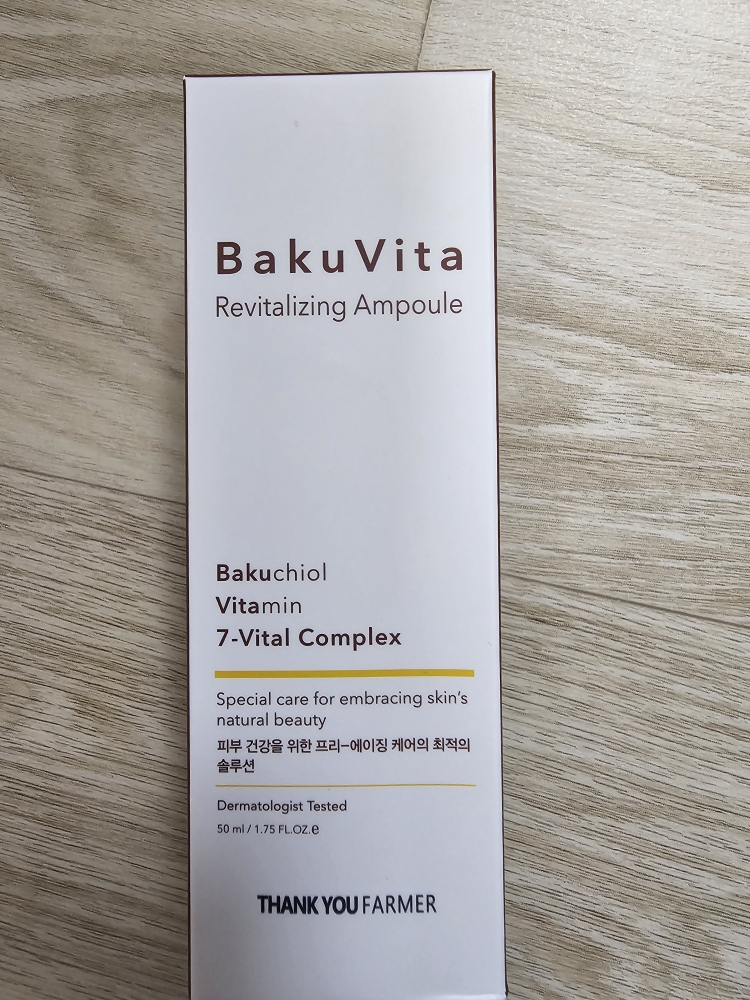 BakuVita
Revitalizing Ampoule
Bakuchiol
Vitamin
7-Vital Complex
Special care for embracing skin's
natural beauty
피부 건강을 위한 프리-에이징 케어의 최적의
솔루션
Dermatologist Tested
50 ml / 1.75 FL.OZ.℮
THANK YOU FARMER